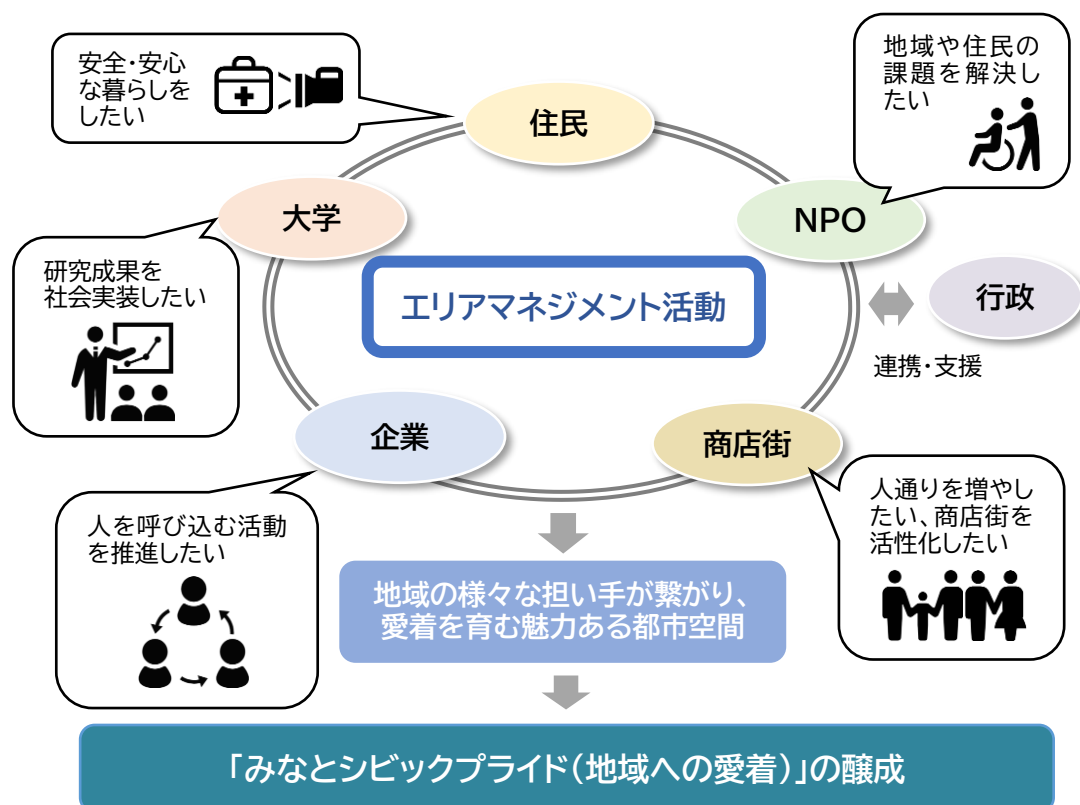 安全・安心
な暮らしを
したい
住民
地域や住民の
課題を解決し
たい
大学
NPO
研究成果を
社会実装したい
エリアマネジメント活動
行政
連携・支援
企業
商店街
人を呼び込む活動
を推進したい
人通りを増やし
たい、商店街を
活性化したい
地域の様々な担い手が繋がり、
愛着を育む魅力ある都市空間
「みなとシビックプライド(地域への愛着)」の醸成